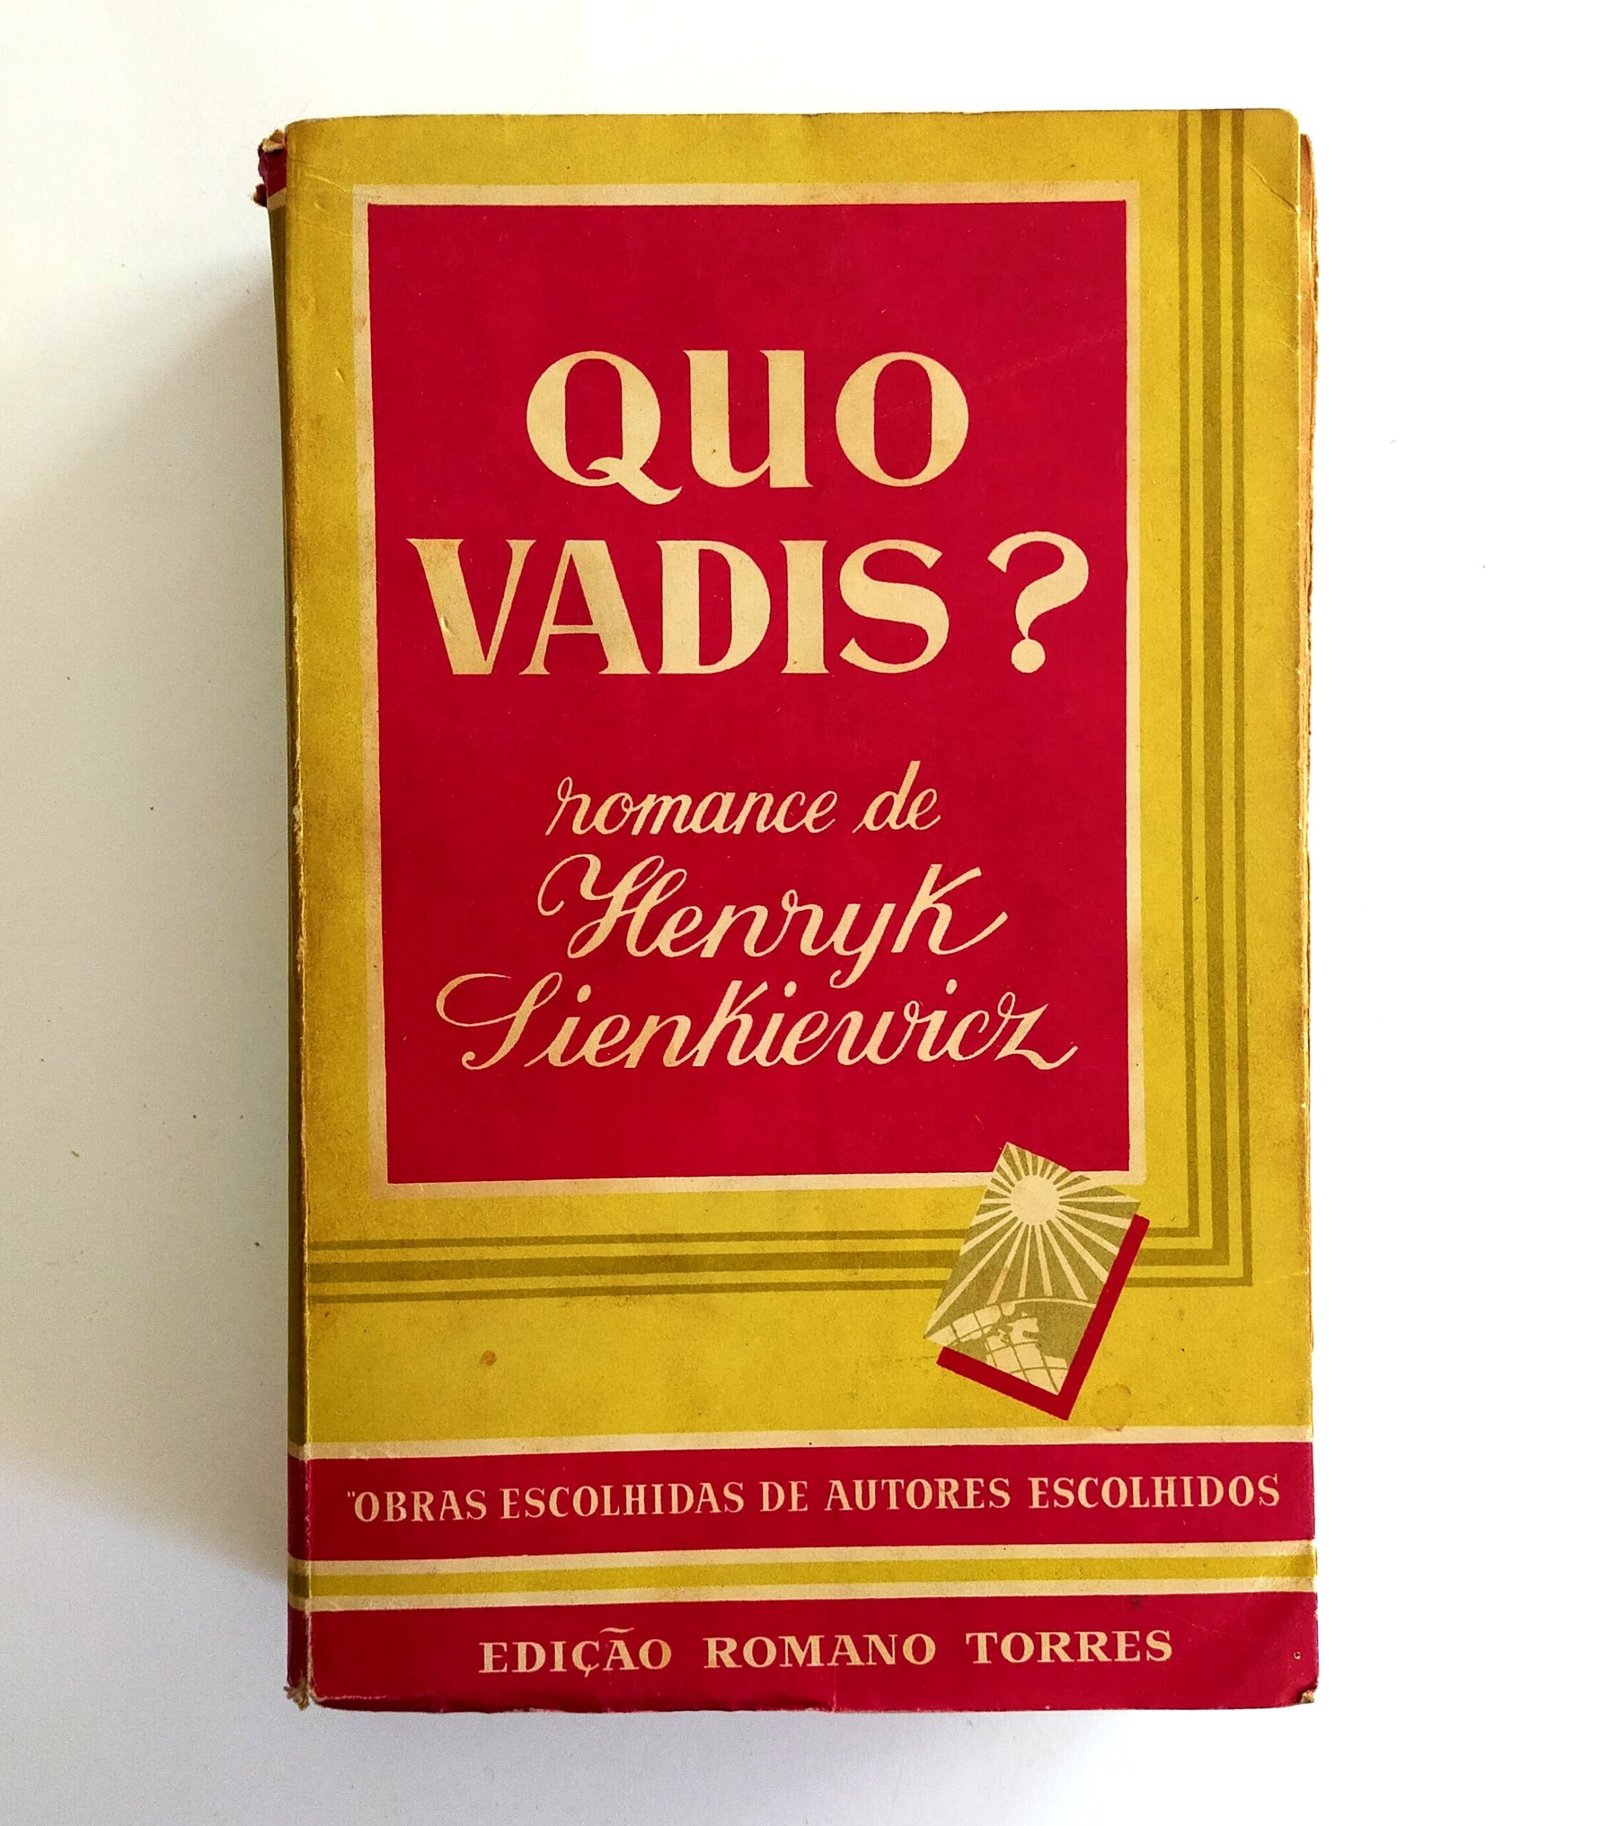 QUO
VADIS?
romance de
Henryk
Sienkiewicz
"OBRAS ESCOLHIDAS DE AUTORES ESCOLHIDOS
EDIÇÃO ROMANO TORRES